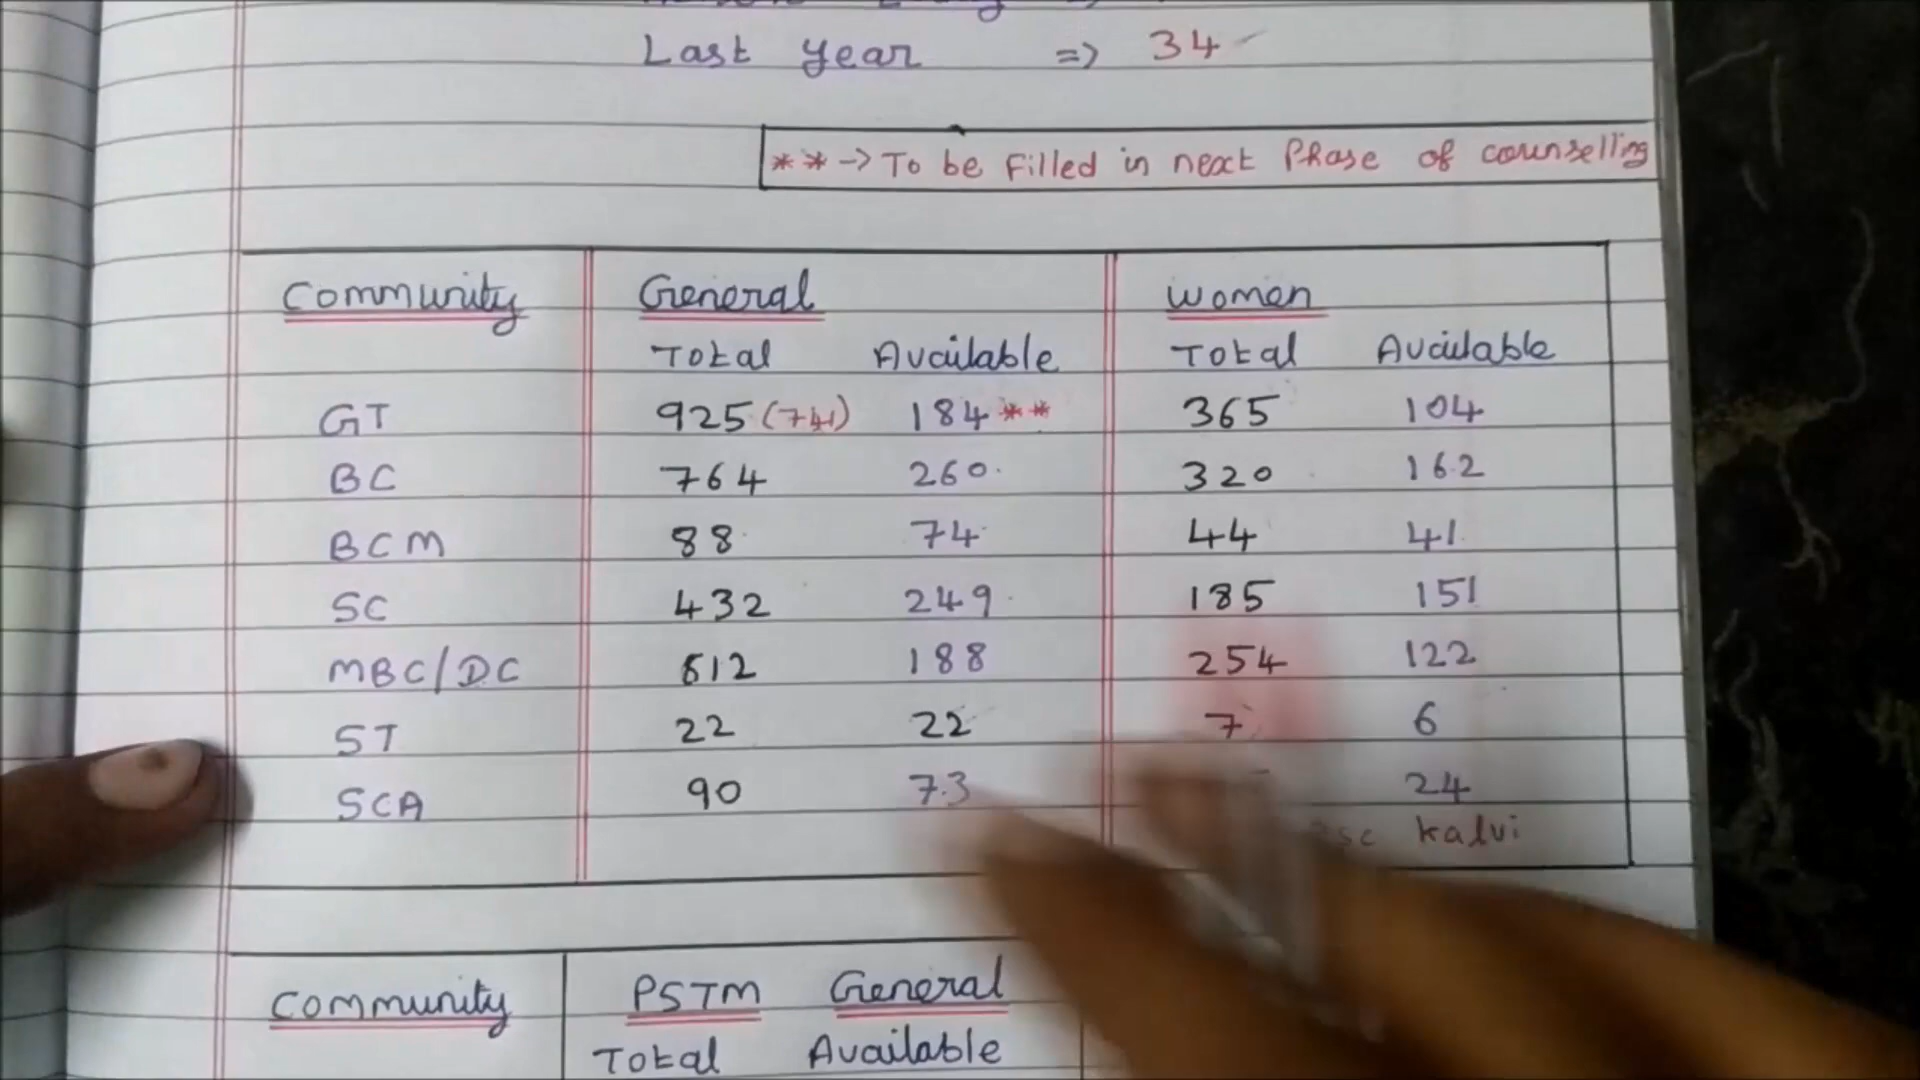 Last year => 34
** -> To be Filled in next Phase of counselling
Community General Women
Total Available Total Available
GT 925 (741) 184 ** 365 104
BC 764 260 320 162
BCM 88 74 44 41
SC 432 249 185 151
MBC/DC 612 188 254 122
ST 22 22 7 6
SCA 90 73 24
kalvi
Community PSTM General
Total Available